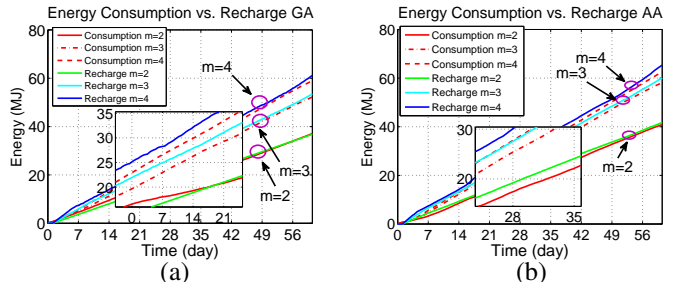 Energy Consumption vs. Recharge GA
80
60
40
20
0
Energy (MJ)
Consumption m=2
Consumption m=3
Consumption m=4
Recharge m=2
Recharge m=3
Recharge m=4
m=4
m=3
m=2
35
30
25
20
0 7 14 21
0 7 14 21 28 35 42 49 56
Time (day)
(a)
Energy Consumption vs. Recharge AA
80
60
40
20
0
Energy (MJ)
Consumption m=2
Consumption m=3
Consumption m=4
Recharge m=2
Recharge m=3
Recharge m=4
m=4
m=3
m=2
30
20
28 35
0 7 14 21 28 35 42 49 56
Time (day)
(b)